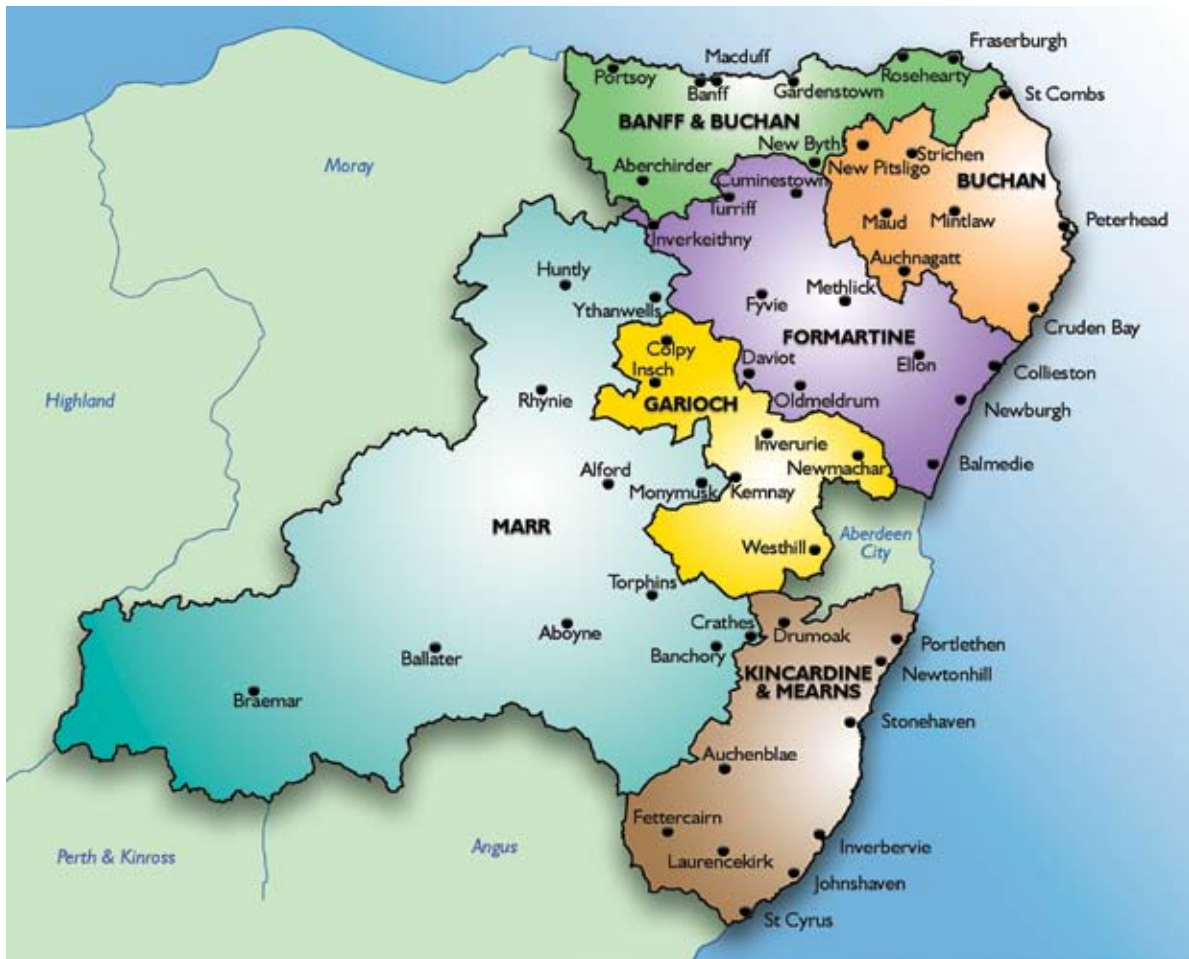 Fraserburgh
Macduff
Portsoy
Rosehearty
Banff
Gardenstown
St Combs
BANFF & BUCHAN
New Byth
Strichen
Moray
Aberchirder
New Pitsligo
Cuminestown
BUCHAN
Turriff
Maud
Mintlaw
Peterhead
Inverkeithny
Auchnagatt
Huntly
Methlick
Ythanwells
Fyvie
Cruden Bay
FORMARTINE
Colpy
Daviot
Ellon
Insch
Collieston
Highland
Rhynie
GARIOCH
Oldmeldrum
Newburgh
Inverurie
Alford
Newmachar
Balmedie
Monymusk
Kemnay
MARR
Westhill
Aberdeen
City
Torphins
Crathes
Aboyne
Drumoak
Portlethen
Ballater
Banchory
KINCARDINE
& MEARNS
Newtonhill
Braemar
Stonehaven
Auchenblae
Fettercairn
Perth & Kinross
Angus
Inverbervie
Laurencekirk
Johnshaven
St Cyrus